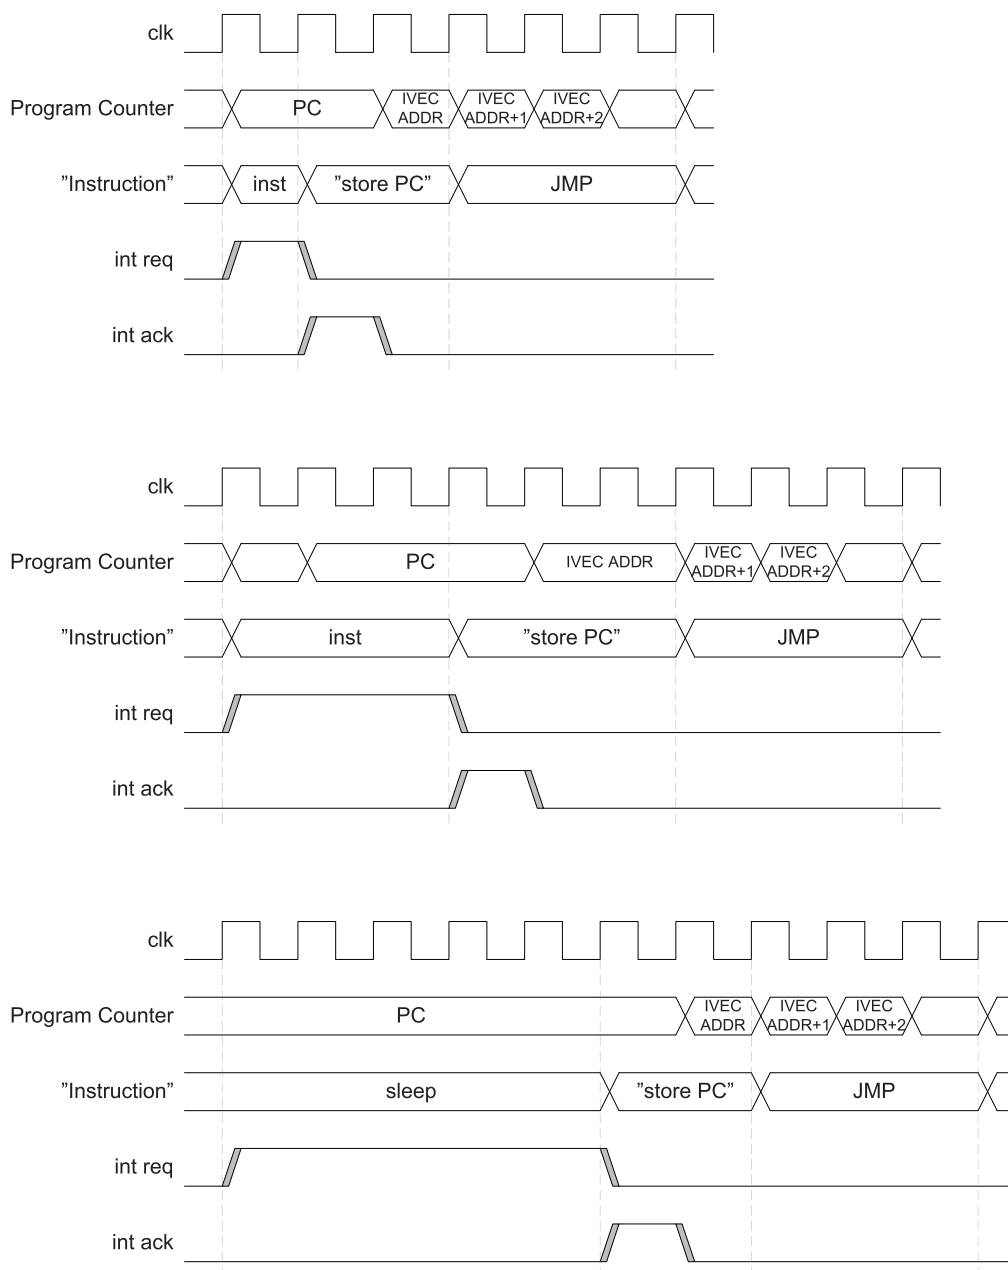 clk
Program Counter
PC
IVEC ADDR
IVEC ADDR+1
IVEC ADDR+2
”Instruction”
inst
”store PC”
JMP
int req
int ack
clk
Program Counter
PC
IVEC ADDR
IVEC ADDR+1
IVEC ADDR+2
”Instruction”
inst
”store PC”
JMP
int req
int ack
clk
Program Counter
PC
IVEC ADDR
IVEC ADDR+1
IVEC ADDR+2
”Instruction”
sleep
”store PC”
JMP
int req
int ack